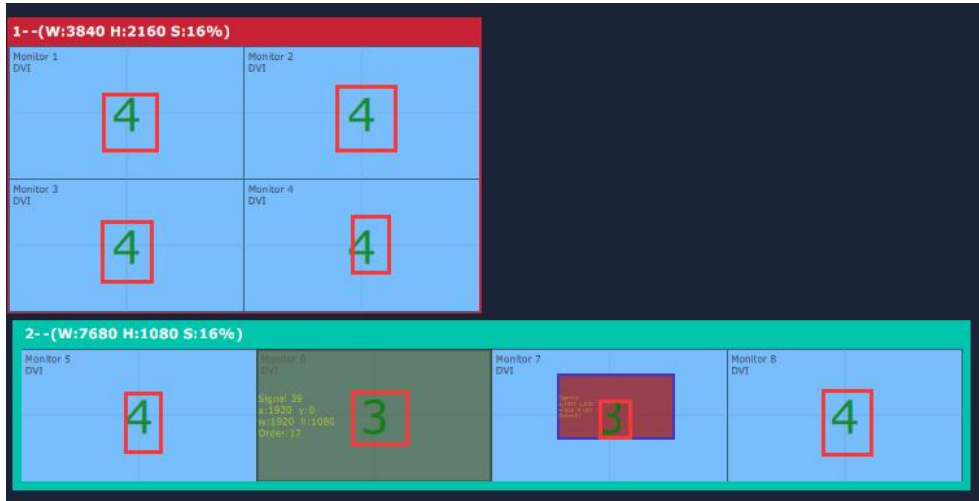 1--(W:3840 H:2160 S:16%)
Monitor 1
DVI
4
Monitor 2
DVI
4
Monitor 3
DVI
4
Monitor 4
DVI
4
2--(W:7680 H:1080 S:16%)
Monitor 5
DVI
4
Monitor 6
DVI
Signal 39
x:1920 y:0
w:1920 h:1080
Order: 17
3
Monitor 7
DVI
3
Monitor 8
DVI
4